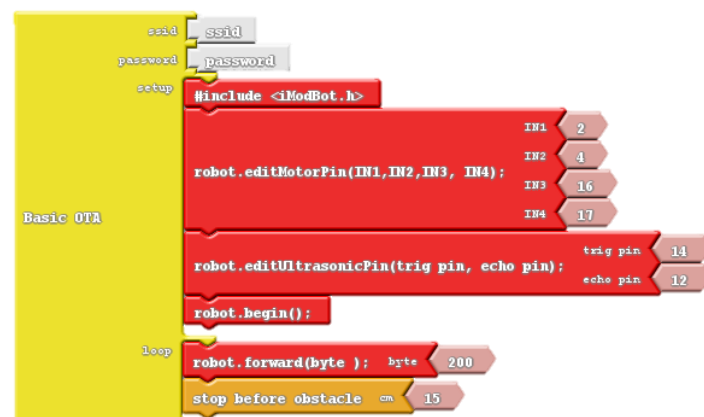 ssid ssid
password password
setup
#include <iModBot.h>
IN1 2
IN2 4
robot.editMotorPin(IN1,IN2,IN3, IN4);
IN3 16
IN4 17
Basic OTA
trig pin 14
robot.editUltrasonicPin(trig pin, echo pin);
echo pin 12
robot.begin();
loop
robot.forward(byte ); byte 200
stop before obstacle cm 15